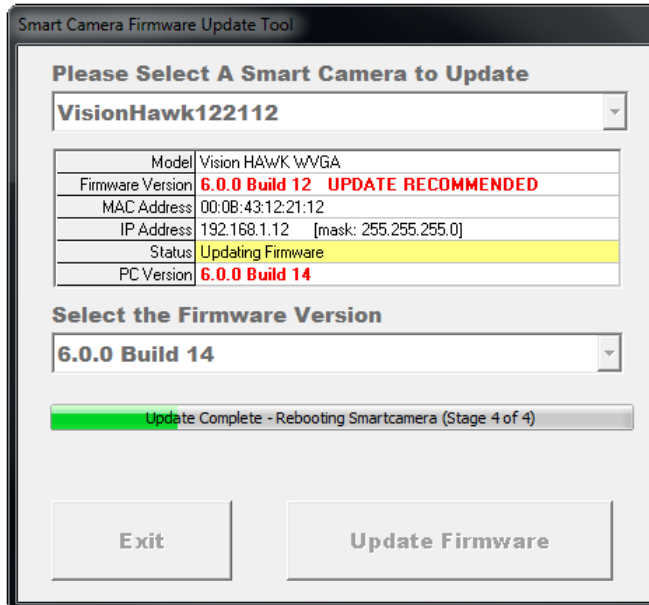 Smart Camera Firmware Update Tool
Please Select A Smart Camera to Update
VisionHawk122112
Model Vision HAWK WVGA
Firmware Version 6.0.0 Build 12 UPDATE RECOMMENDED
MAC Address 00:0B:43:12:21:12
IP Address 192.168.1.12 [mask: 255.255.255.0]
Status Updating Firmware
PC Version 6.0.0 Build 14
Select the Firmware Version
6.0.0 Build 14
Update Complete - Rebooting Smartcamera (Stage 4 of 4)
Exit Update Firmware